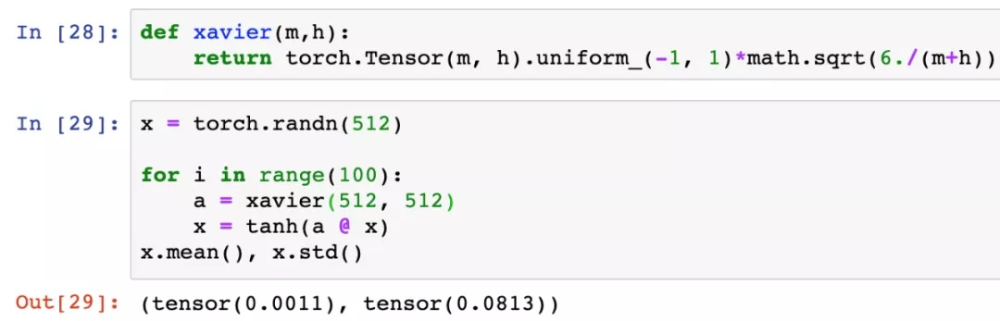 In [28]: def xavier(m,h):
    return torch.Tensor(m, h).uniform_(-1, 1)*math.sqrt(6./(m+h))
In [29]: x = torch.randn(512)
for i in range(100):
    a = xavier(512, 512)
    x = tanh(a @ x)
x.mean(), x.std()
Out[29]: (tensor(0.0011), tensor(0.0813))